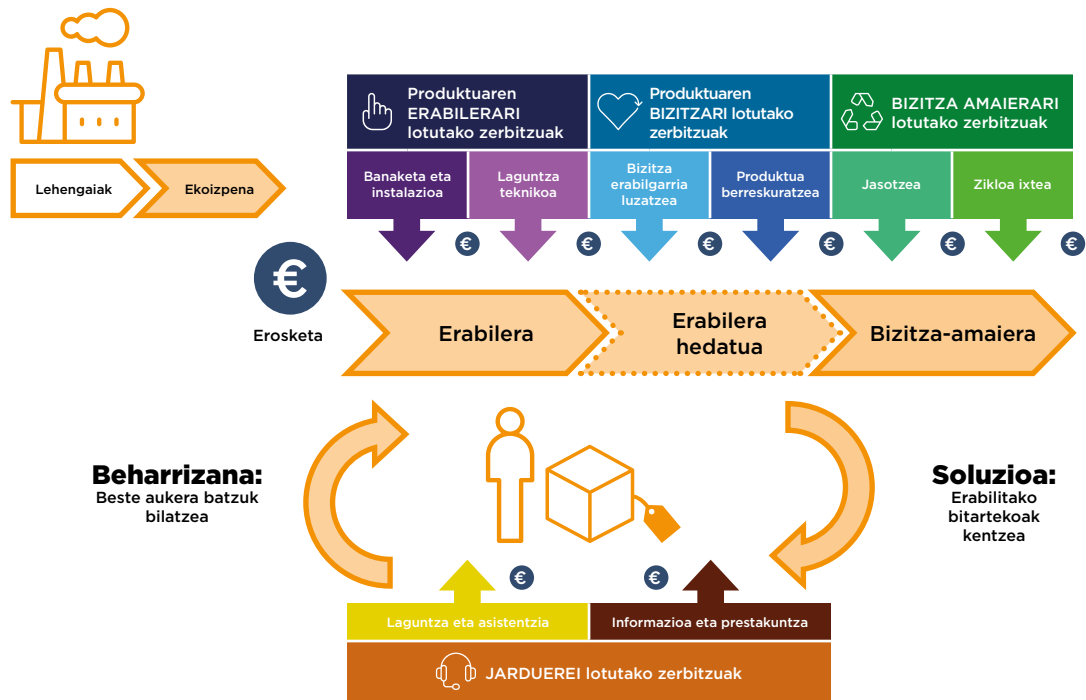 Produktuaren
ERABILERARI
lotutako zerbitzuak
Produktuaren
BIZITZARI lotutako
zerbitzuak
BIZITZA AMAIERARI
lotutako zerbitzuak
Lehengaiak
Ekoizpena
Banaketa eta
instalazioa
Laguntza
teknikoa
Bizitza
erabilgarria
luzatzea
Produktua
berreskuratzea
Jasotzea
Zikloa ixtea
€ € € € € €
€
Erosketa
Erabilera
Erabilera
hedatua
Bizitza-amaiera
Beharrizana:
Beste aukera batzuk
bilatzea
Soluzioa:
Erabilitako
bitartekoak
kentzea
€ €
Laguntza eta asistentzia
Informazioa eta prestakuntza
JARDUEREI lotutako zerbitzuak